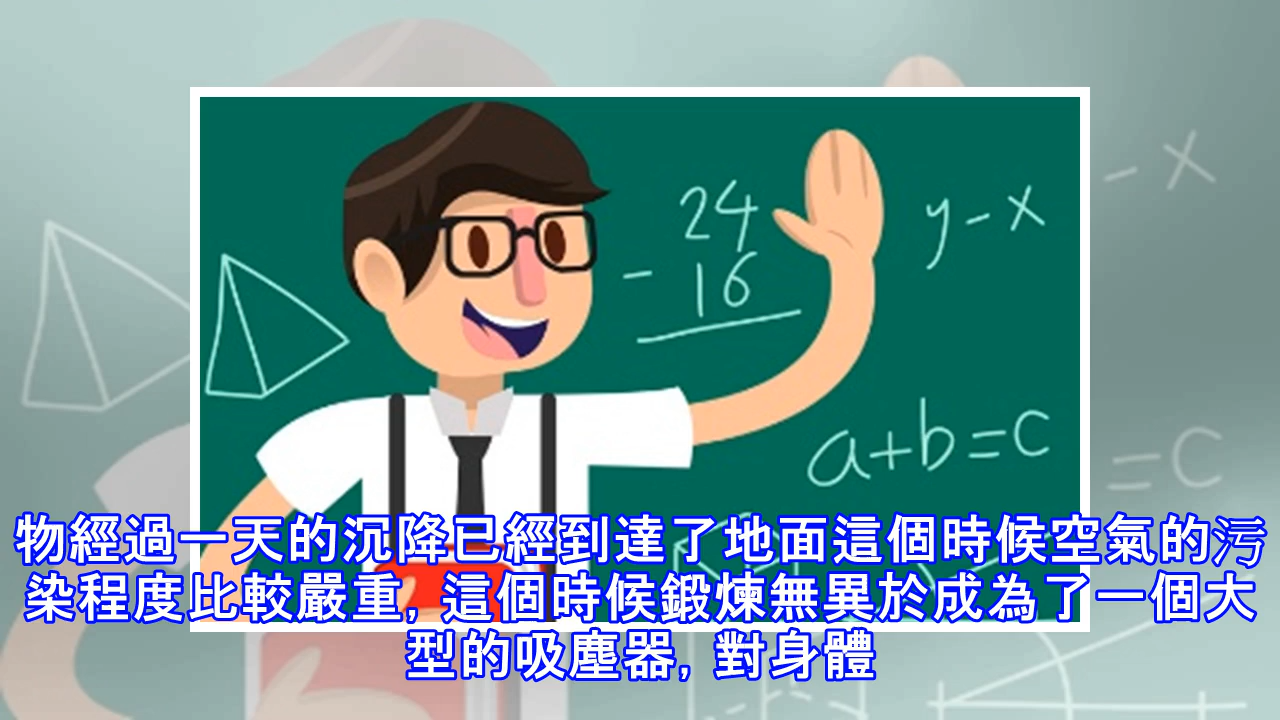 24
y-x
- 16
a+b=c
- x
=c
物經過一天的沉降已經到達了地面這個時候空氣的污
染程度比較嚴重, 這個時候鍛煉無異於成為了一個大
型的吸塵器, 對身體